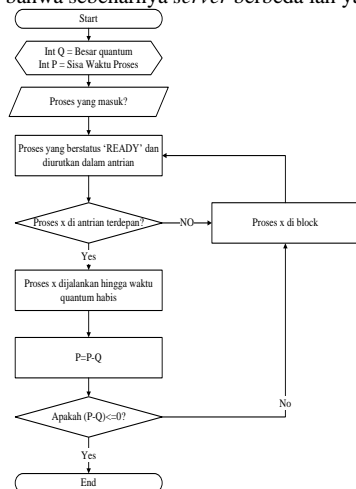 bahwa sebenarnya server berbeda lah ya
Start
Int Q = Besar quantum
Int P = Sisa Waktu Proses
Proses yang masuk?
Proses yang berstatus ‘READY’ dan
diurutkan dalam antrian
Proses x di antrian terdepan?
NO
Proses x di block
Yes
Proses x dijalankan hingga waktu
quantum habis
P=P-Q
Apakah (P-Q)<=0?
No
Yes
End